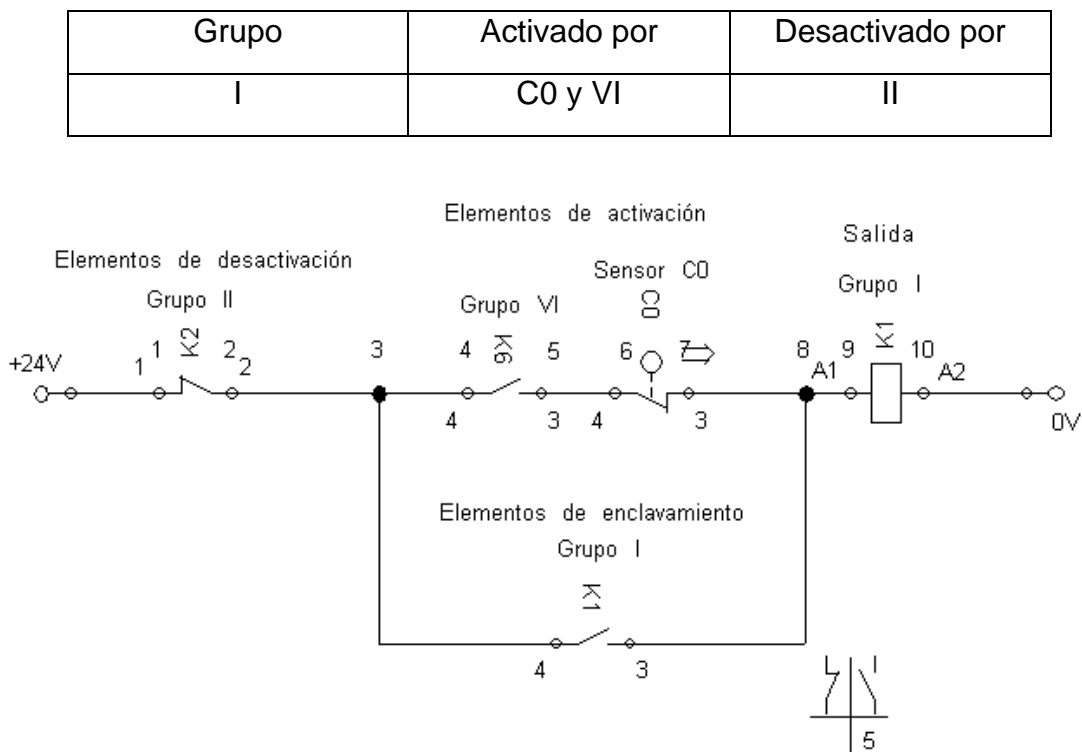 Grupo Activado por Desactivado por
I C0 y VI II
Elementos de activación
Salida
Elementos de desactivación
Sensor C0
Grupo I
Grupo II
Grupo VI
C0
K2
K6
K1
+24V
1 2 3 4 5 6 7 8 9 10
1 2 A1 A2
4 3 4 3
0V
Elementos de enclavamiento
Grupo I
K1
4 3
5